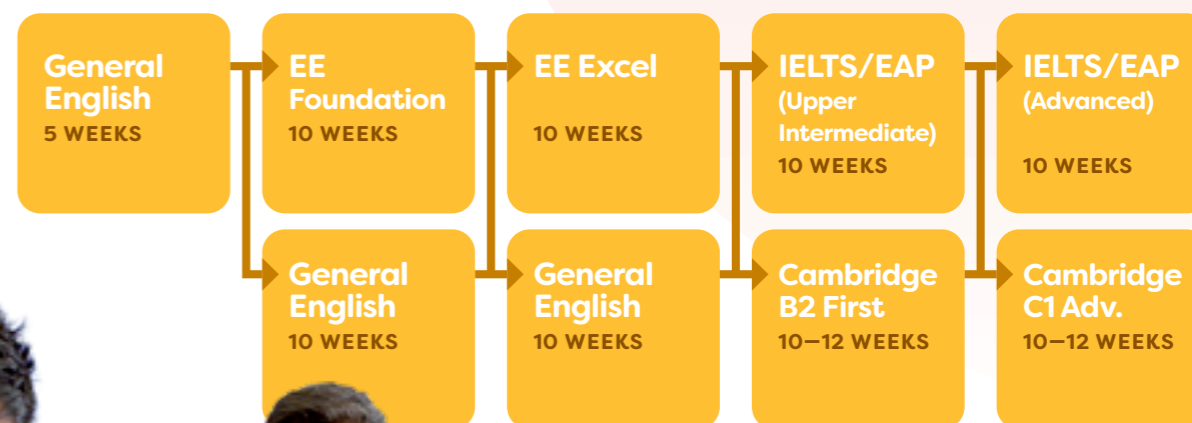 General
English
5 WEEKS
EE
Foundation
10 WEEKS
EE Excel
10 WEEKS
IELTS/EAP
(Upper
Intermediate)
10 WEEKS
IELTS/EAP
(Advanced)
10 WEEKS
General
English
10 WEEKS
General
English
10 WEEKS
Cambridge
B2 First
10–12 WEEKS
Cambridge
C1 Adv.
10–12 WEEKS